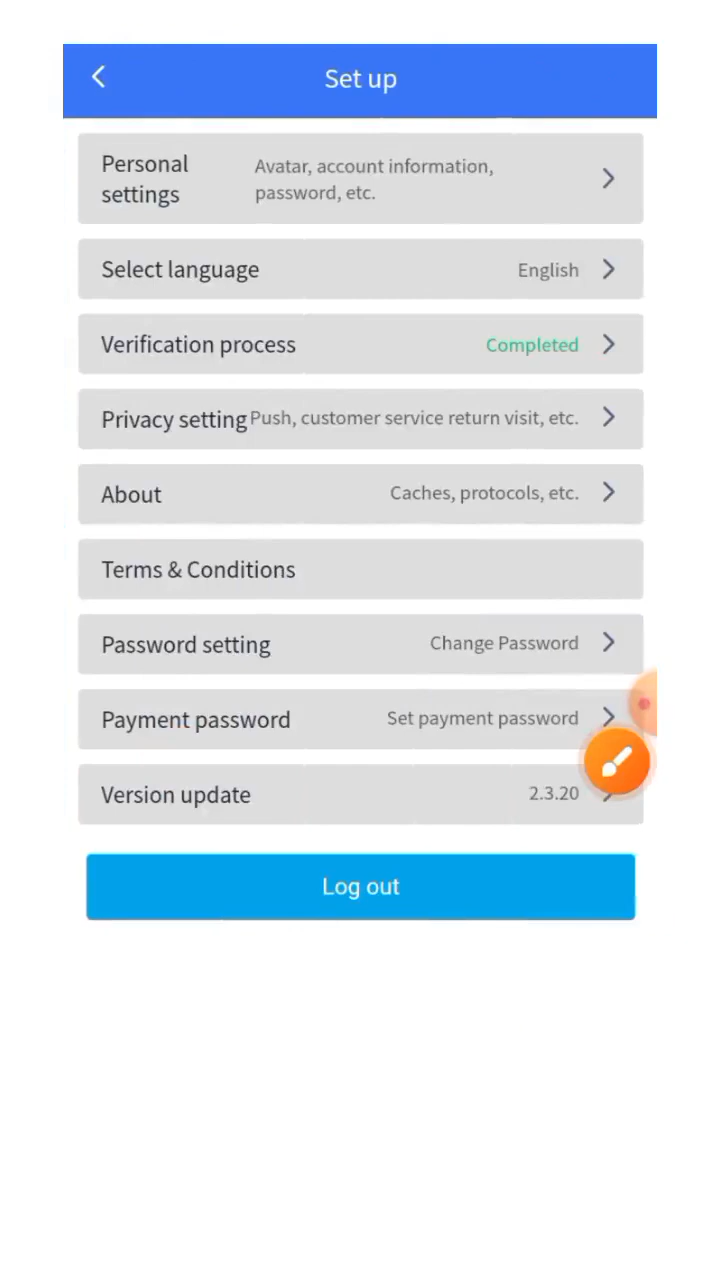 Set up
Personal settings
Avatar, account information, password, etc.
Select language English
Verification process Completed
Privacy setting Push, customer service return visit, etc.
About Caches, protocols, etc.
Terms & Conditions
Password setting Change Password
Payment password Set payment password
Version update 2.3.20
Log out